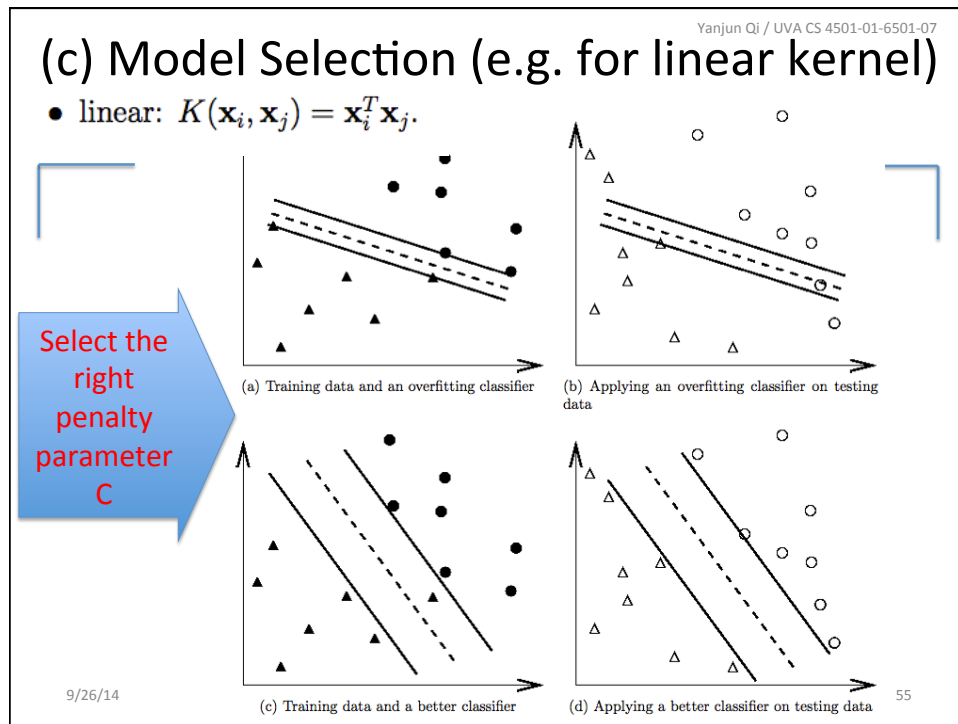 Yanjun Qi / UVA CS 4501-01-6501-07
(c) Model Selection (e.g. for linear kernel)
• linear: K(𝐱ᵢ, 𝐱ⱼ) = 𝐱ᵢᵀ𝐱ⱼ.
Select the
right
penalty
parameter
C
(a) Training data and an overfitting classifier
(b) Applying an overfitting classifier on testing
data
(c) Training data and a better classifier
(d) Applying a better classifier on testing data
9/26/14
55